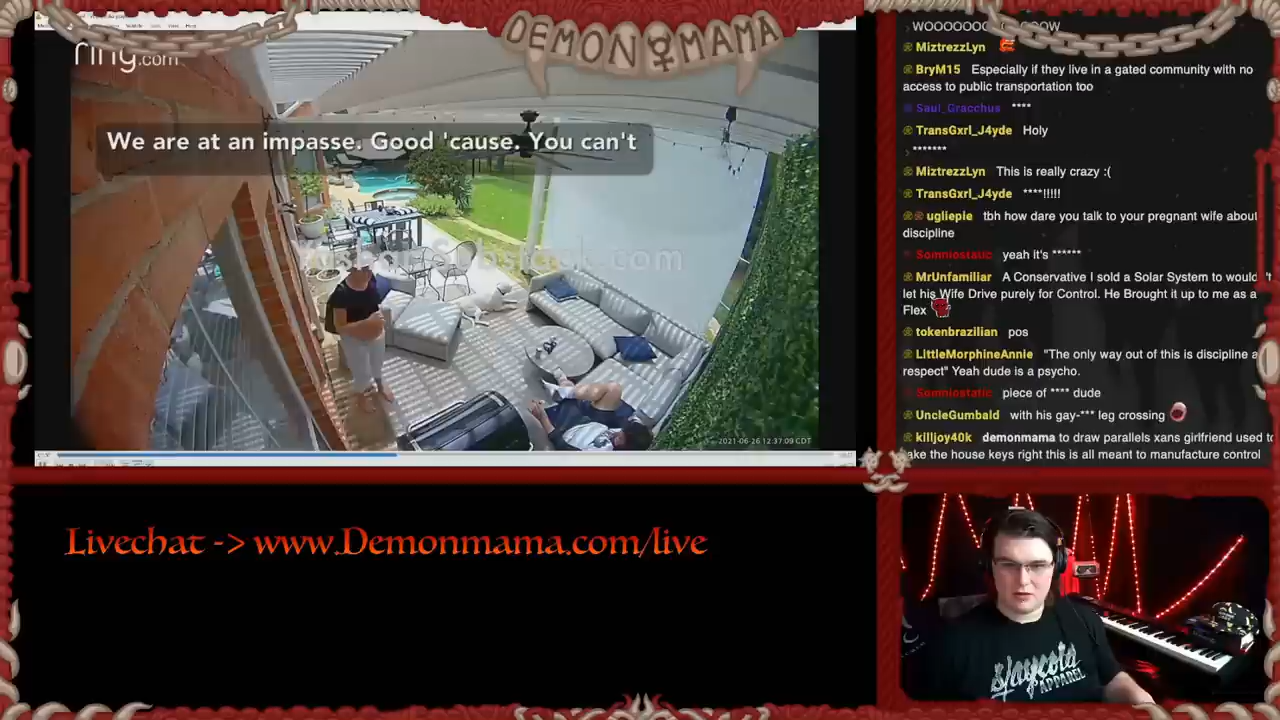 DEMON MAMA
ring.com
We are at an impasse. Good 'cause. You can't
2021-06-26 12:37:09 CDT
WOOOOOO
MiztrezzLyn
BryM15 Especially if they live in a gated community with no
access to public transportation too
Saul_Gracchus ****
TransGxrl_J4yde Holy
*******
MiztrezzLyn This is really crazy :(
TransGxrl_J4yde ****!!!!!
ugliepie tbh how dare you talk to your pregnant wife about
discipline
Somniostatic yeah it's ******
MrUnfamiliar A Conservative I sold a Solar System to would 't
let his Wife Drive purely for Control. He Brought it up to me as a
Flex
tokenbrazilian pos
LittleMorphineAnnie "The only way out of this is discipline a
respect" Yeah dude is a psycho.
Somniostatic piece of **** dude
UncleGumbald with his gay-*** leg crossing
killjoy40k demonmama to draw parallels xans girlfriend used to
ake the house keys right this is all meant to manufacture control
Livechat -> www.Demonmama.com/live
slaycold
APPAREL